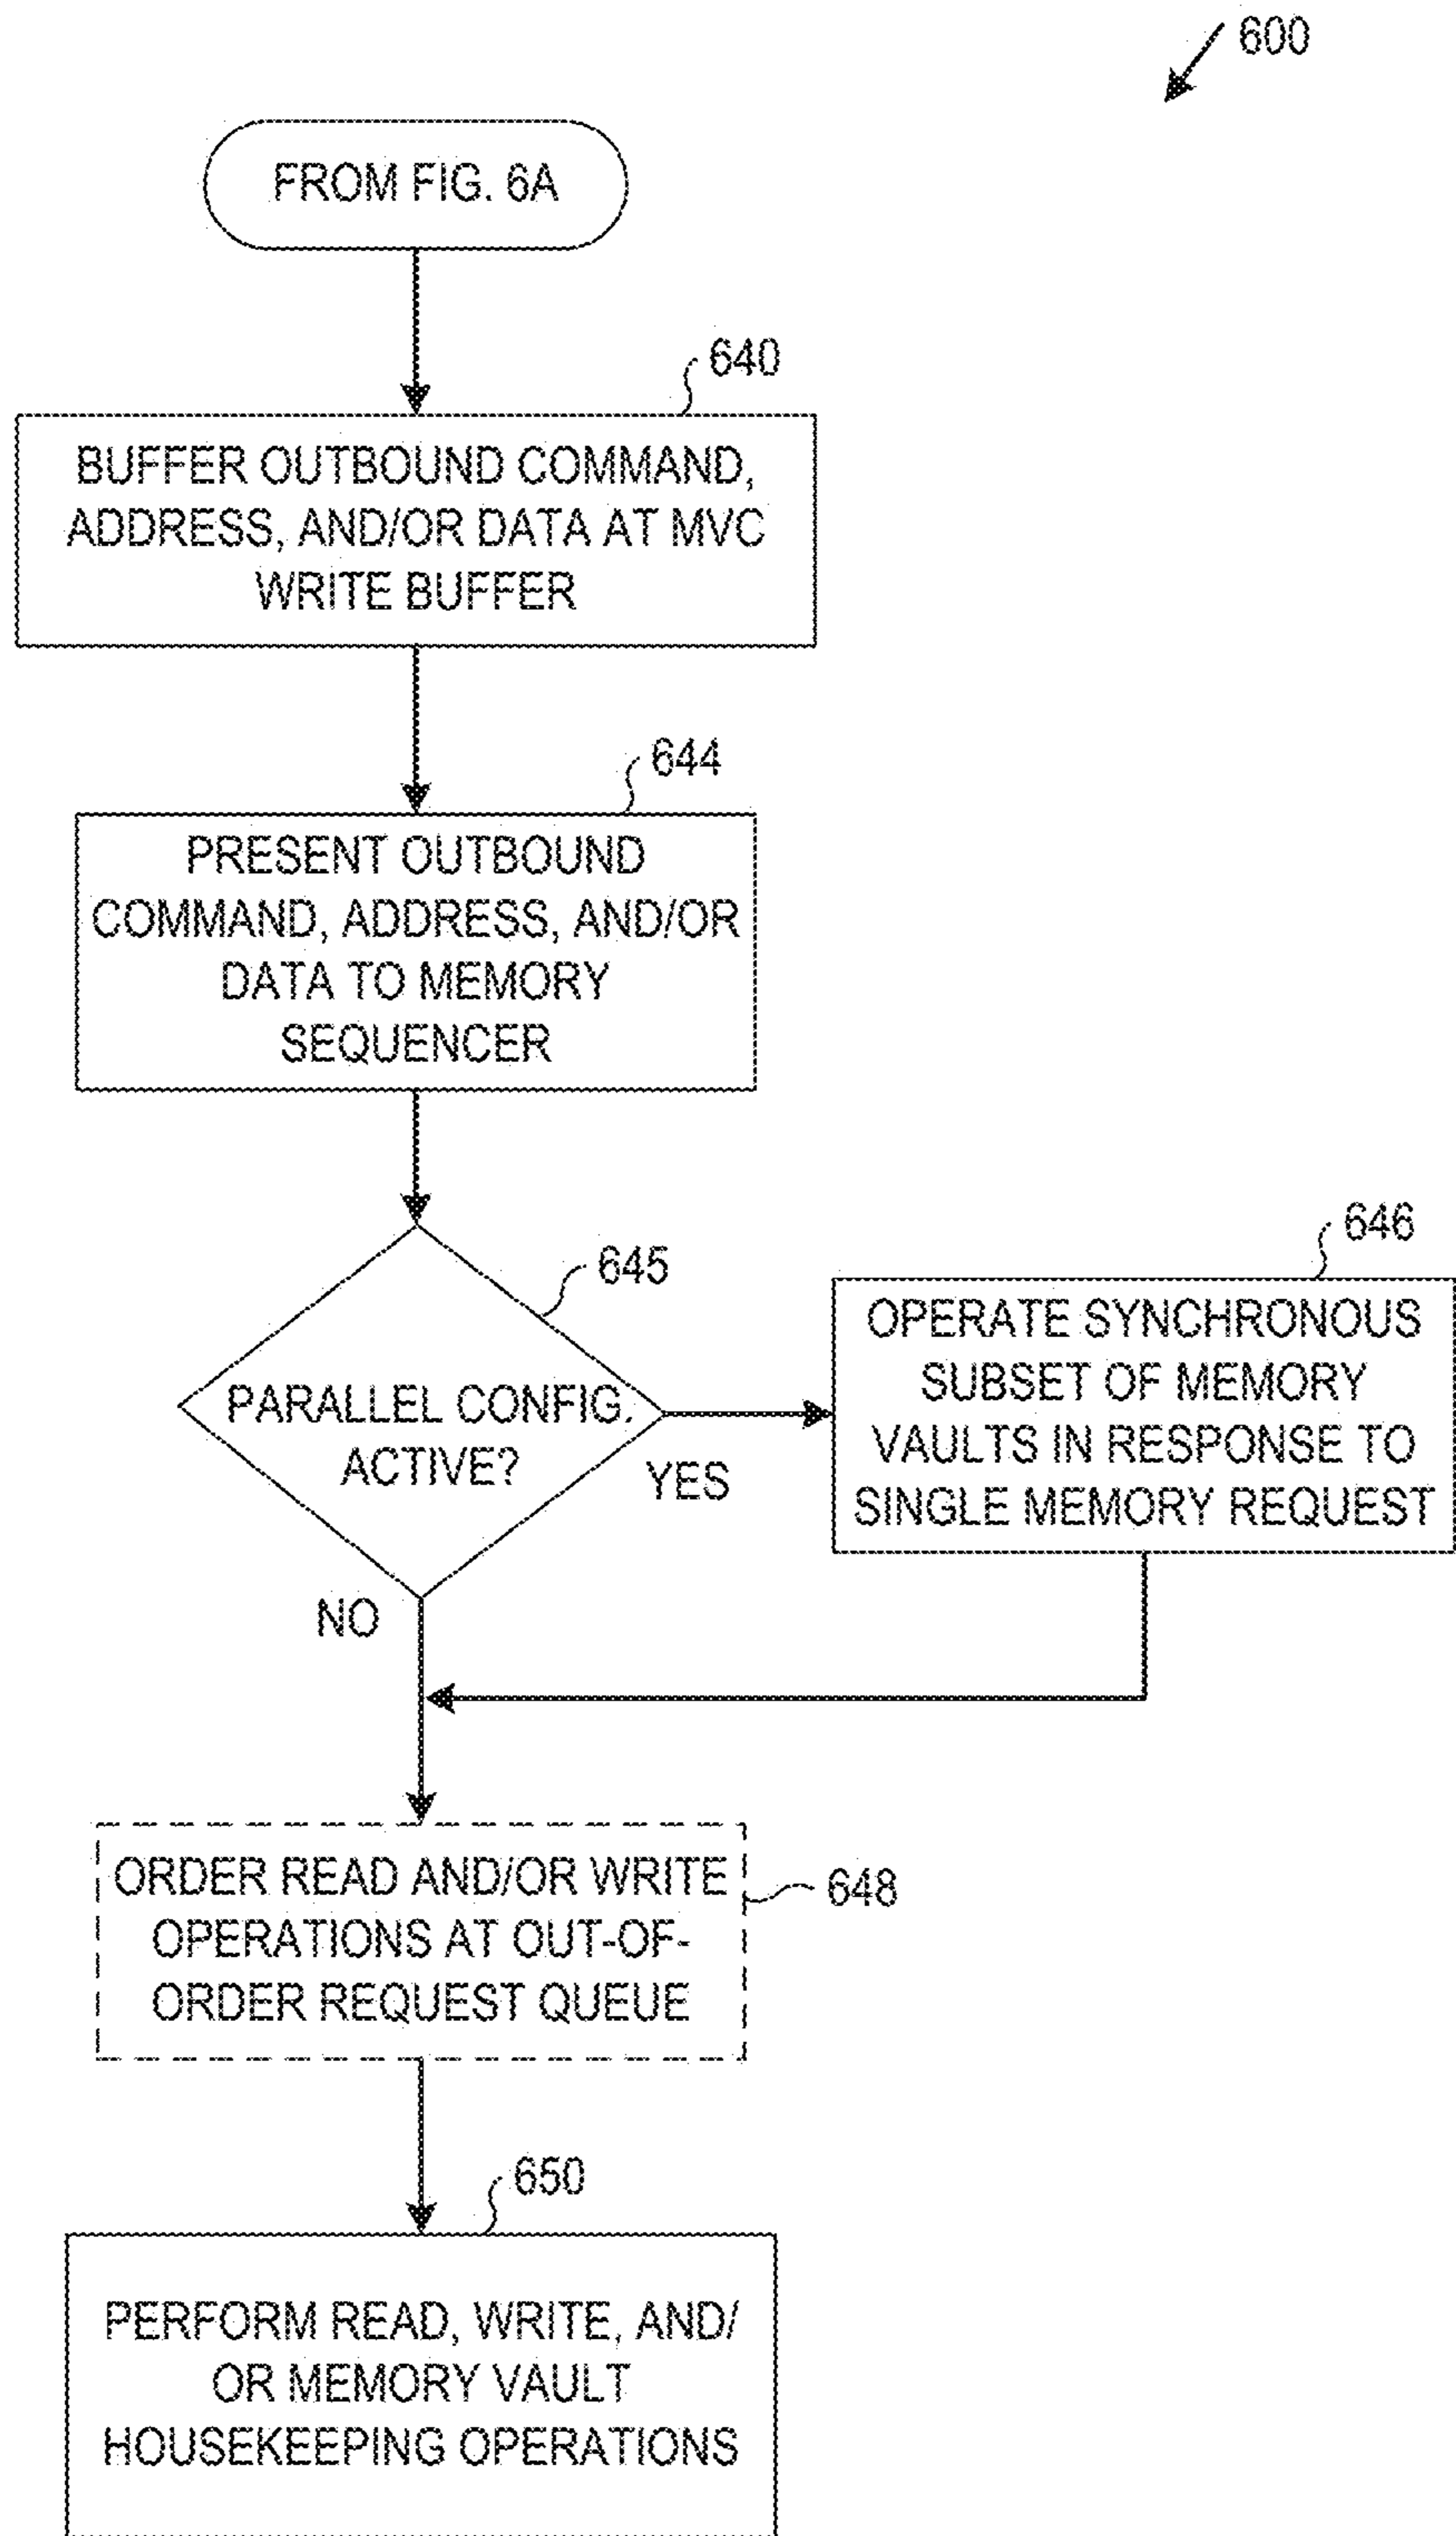 600
FROM FIG. 6A
640
BUFFER OUTBOUND COMMAND,
ADDRESS, AND/OR DATA AT MVC
WRITE BUFFER
644
PRESENT OUTBOUND
COMMAND, ADDRESS, AND/OR
DATA TO MEMORY
SEQUENCER
645
PARALLEL CONFIG.
ACTIVE?
YES
NO
646
OPERATE SYNCHRONOUS
SUBSET OF MEMORY
VAULTS IN RESPONSE TO
SINGLE MEMORY REQUEST
ORDER READ AND/OR WRITE
OPERATIONS AT OUT-OF-
ORDER REQUEST QUEUE
648
650
PERFORM READ, WRITE, AND/
OR MEMORY VAULT
HOUSEKEEPING OPERATIONS